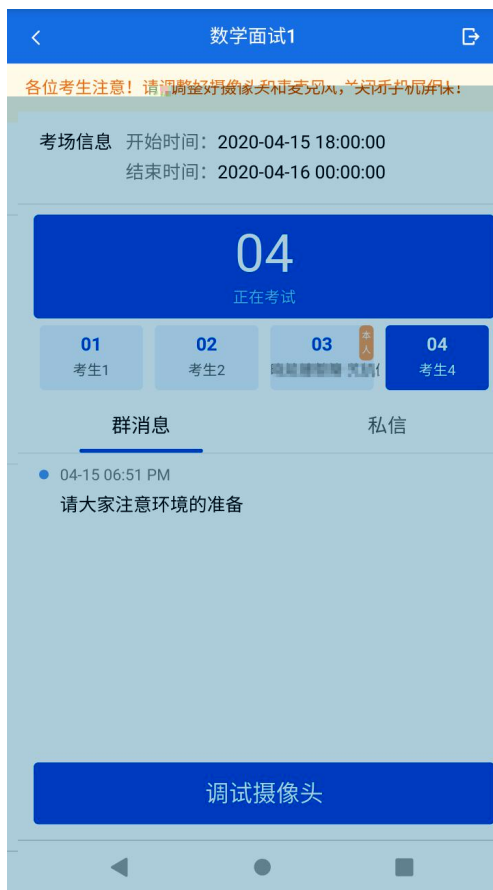 数学面试1
各位考生注意！请调整好摄像头和麦克风，关闭手机屏保！
考场信息 开始时间：2020-04-15 18:00:00
结束时间：2020-04-16 00:00:00
04
正在考试
01 02 03 本人 04
考生1 考生2 考生4
群消息 私信
04-15 06:51 PM
请大家注意环境的准备
调试摄像头